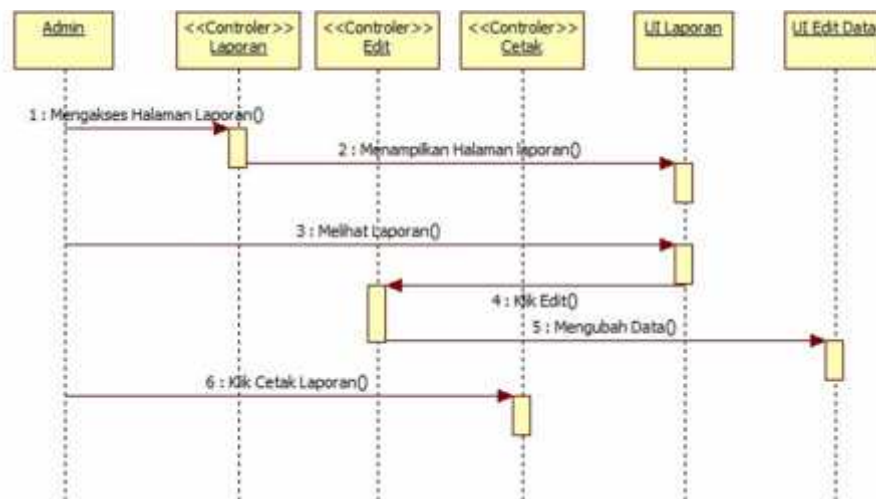 Admin
<<Controler>>
Laporan
<<Controler>>
Edit
<<Controler>>
Cetak
UI Laporan
UI Edit Data
1 : Mengakses Halaman Laporan()
2 : Menampilkan Halaman laporan()
3 : Melihat Laporan()
4 : Klik Edit()
5 : Mengubah Data()
6 : Klik Cetak Laporan()